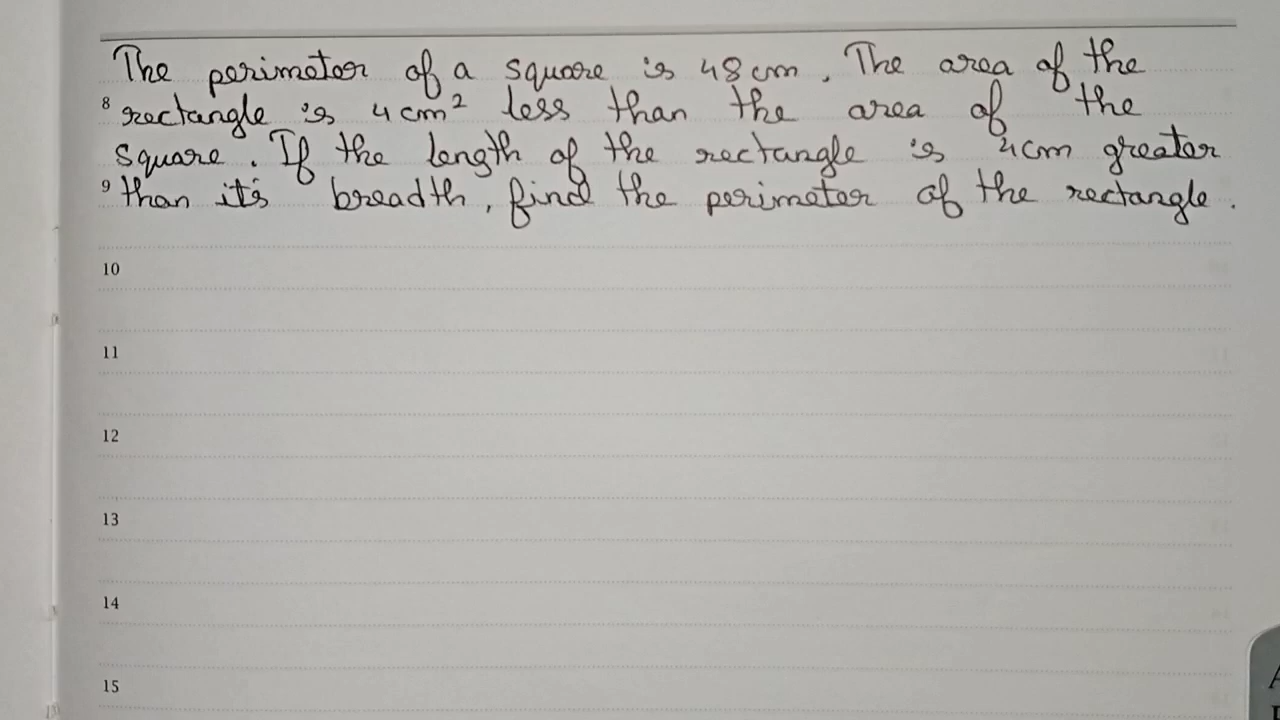 The perimeter of a square is 48 cm. The area of the
8 rectangle is 4 cm² less than the area of the
square. If the length of the rectangle is 4cm greater
9 than it's breadth, find the perimeter of the rectangle.
10
11
12
13
14
15